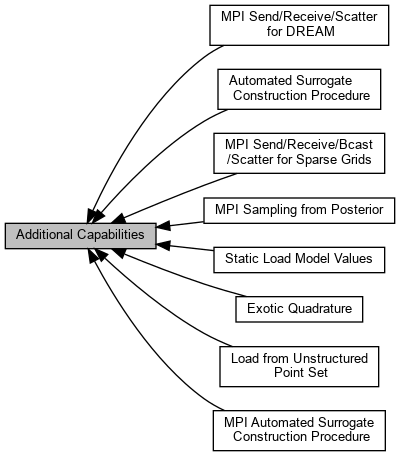 MPI Send/Receive/Scatter
for DREAM
Automated Surrogate
Construction Procedure
MPI Send/Receive/Bcast
/Scatter for Sparse Grids
MPI Sampling from Posterior
Additional Capabilities
Static Load Model Values
Exotic Quadrature
Load from Unstructured
Point Set
MPI Automated Surrogate
Construction Procedure